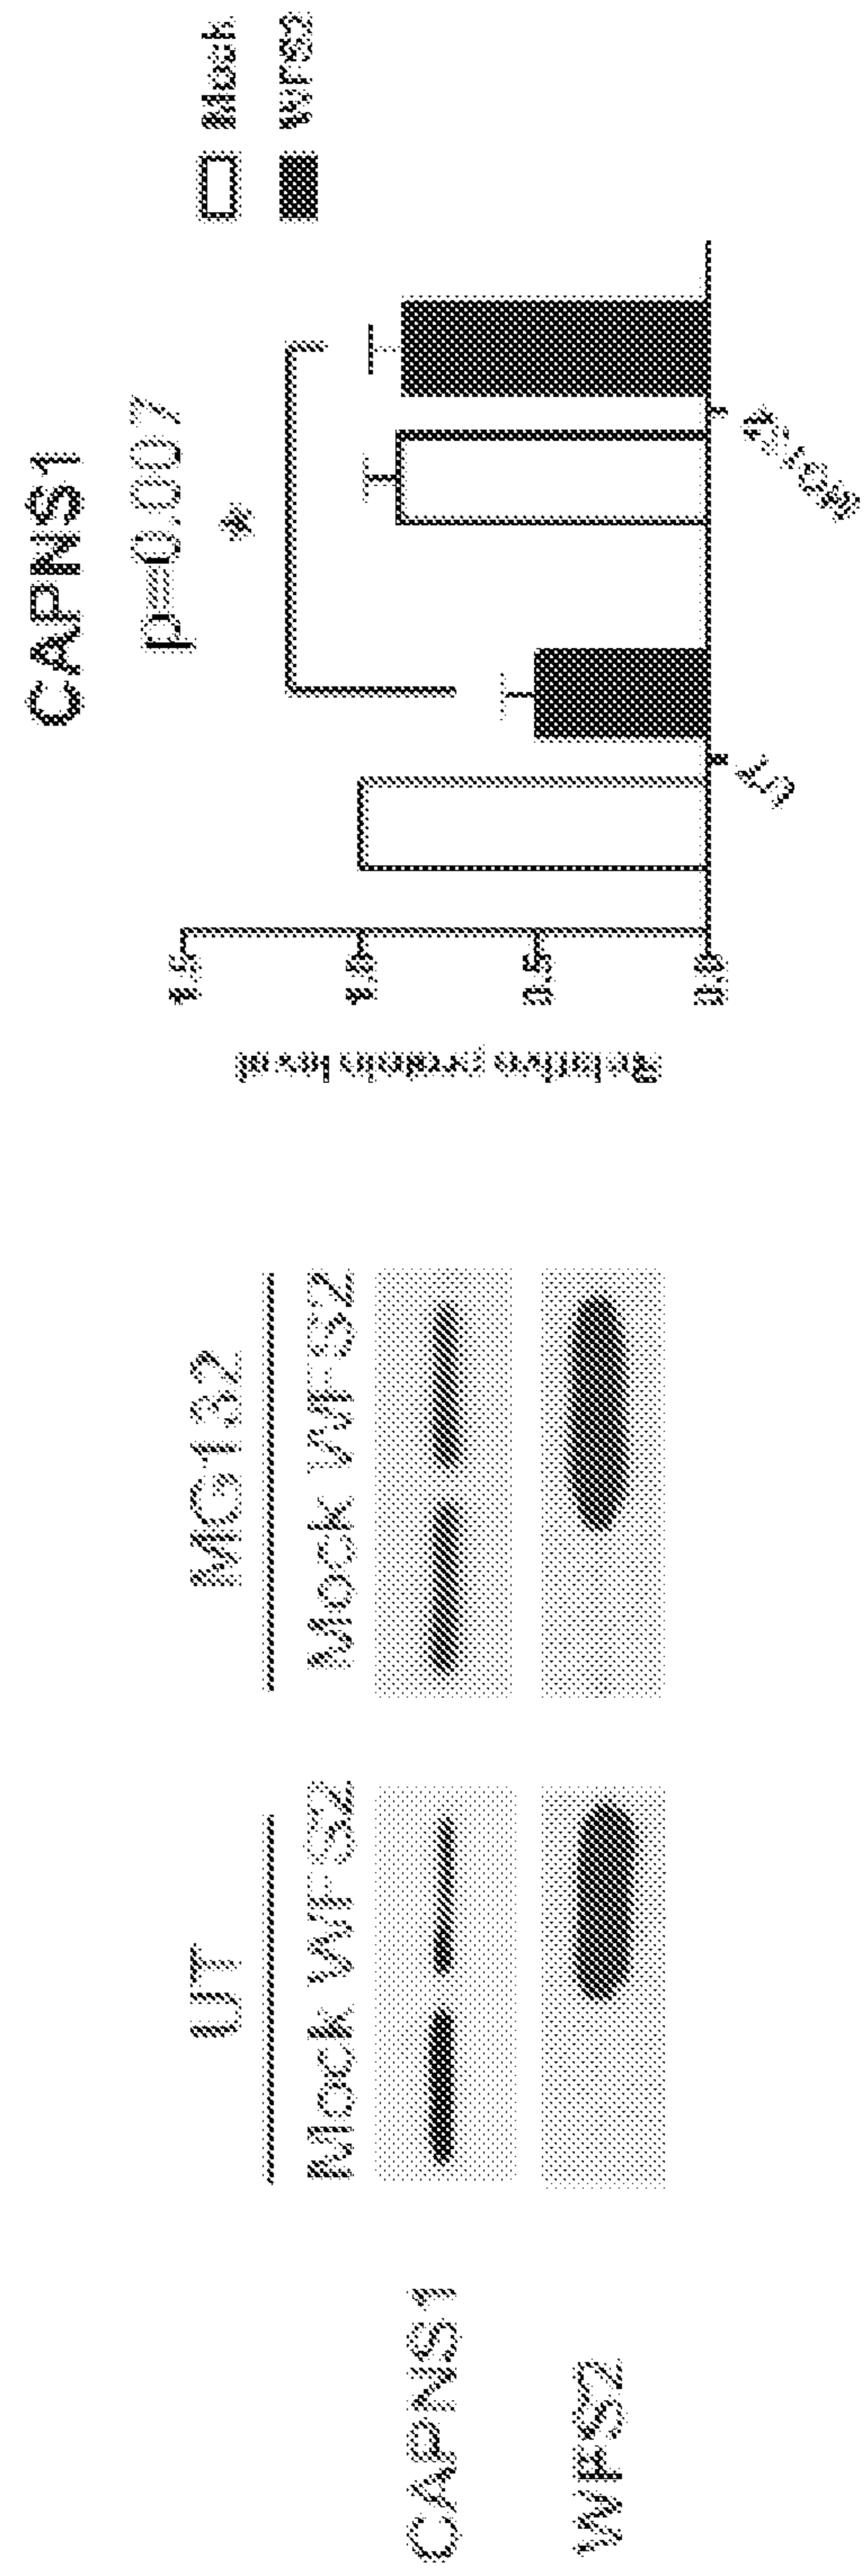 UT
MG132
Mock WFS2
Mock WFS2
CAPNS1
WFS2
CAPNS1
p=0.007
*
Mock
WFS2
Relative protein level
1.5
1.0
0.5
0.0
UT